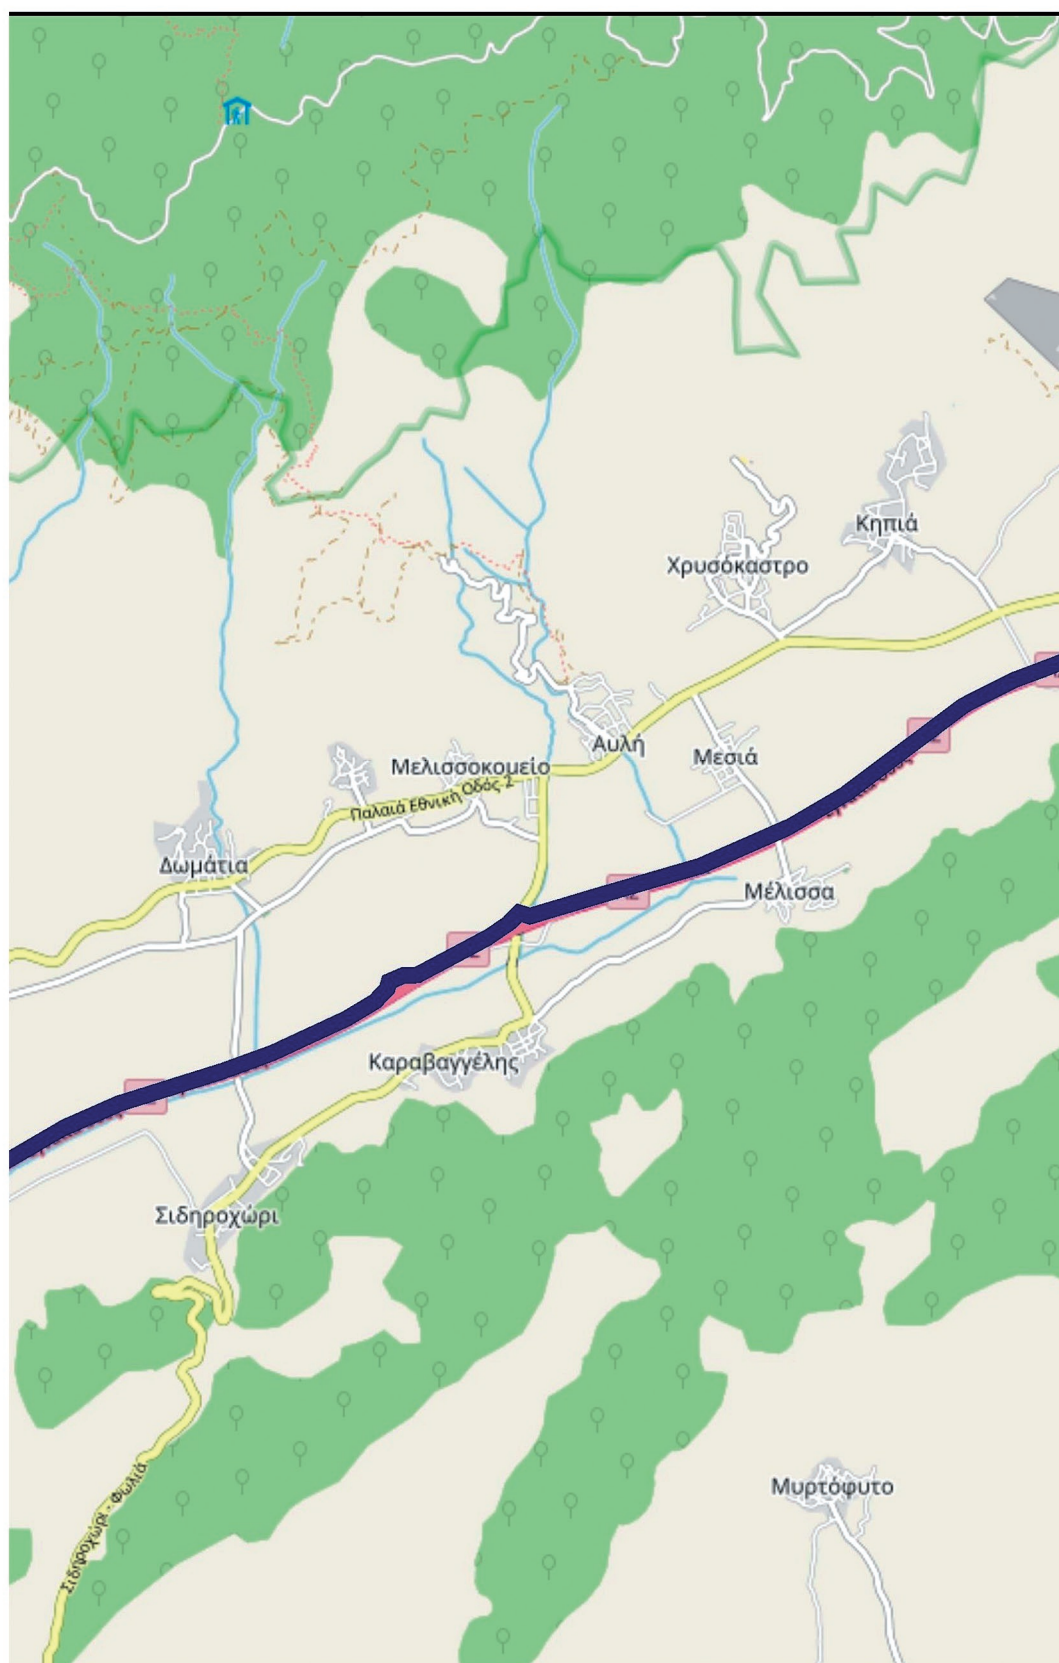 Κηπιά
Χρυσόκαστρο
Αυλή
Μεσιά
Μελισσοκομείο
Παλαιά Εθνική Οδός 2
Δωμάτια
Μέλισσα
Καραβαγγέλης
Σιδηροχώρι
Μυρτόφυτο
Σιδηροχώρι - Φωλιά